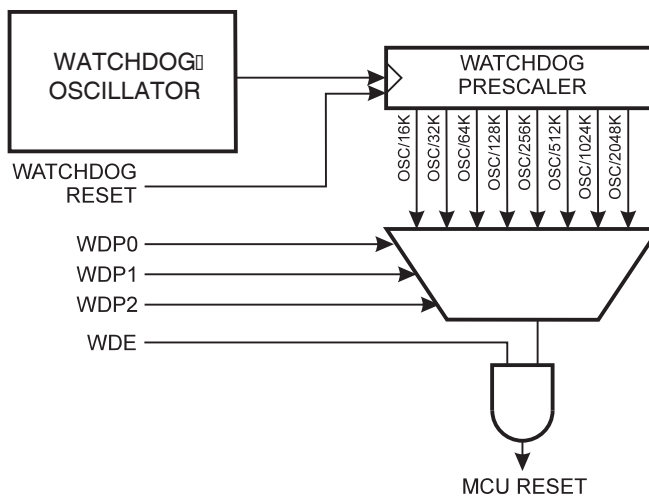 WATCHDOG
OSCILLATOR
WATCHDOG
PRESCALER
OSC/16K
OSC/32K
OSC/64K
OSC/128K
OSC/256K
OSC/512K
OSC/1024K
OSC/2048K
WATCHDOG
RESET
WDP0
WDP1
WDP2
WDE
MCU RESET